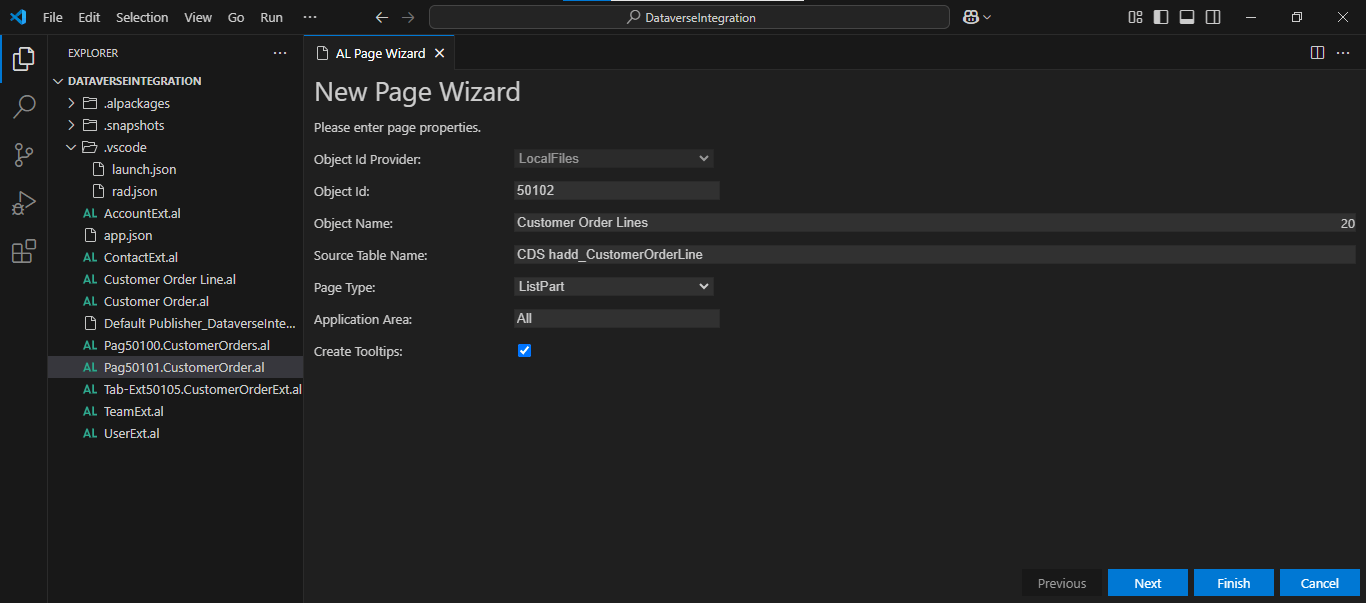 File Edit Selection View Go Run ···
DataverseIntegration
EXPLORER
AL Page Wizard
DATAVERSEINTEGRATION
.alpackages
.snapshots
.vscode
launch.json
rad.json
AL AccountExt.al
app.json
AL ContactExt.al
AL Customer Order Line.al
AL Customer Order.al
Default Publisher_DataverseInte...
AL Pag50100.CustomerOrders.al
AL Pag50101.CustomerOrder.al
AL Tab-Ext50105.CustomerOrderExt.al
AL TeamExt.al
AL UserExt.al
New Page Wizard
Please enter page properties.
Object Id Provider: LocalFiles
Object Id: 50102
Object Name: Customer Order Lines 20
Source Table Name: CDS hadd_CustomerOrderLine
Page Type: ListPart
Application Area: All
Create Tooltips:
Previous Next Finish Cancel